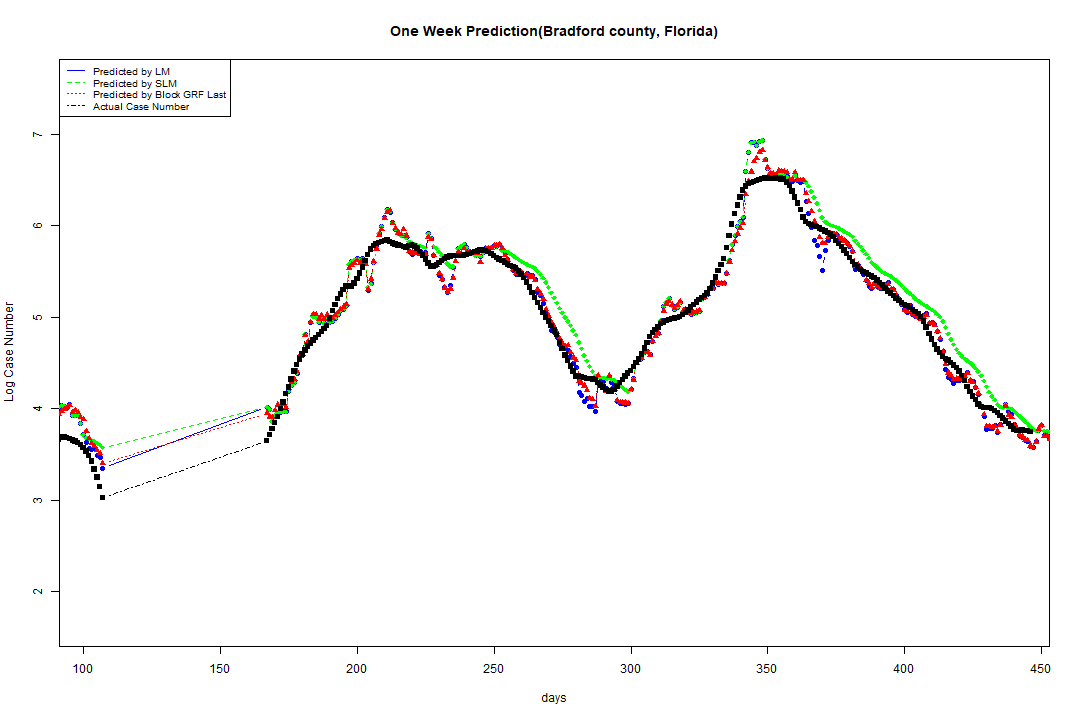 One Week Prediction(Bradford county, Florida)
Predicted by LM
Predicted by SLM
Predicted by Block GRF Last
Actual Case Number
Log Case Number
7
6
5
4
3
2
100 150 200 250 300 350 400 450
days